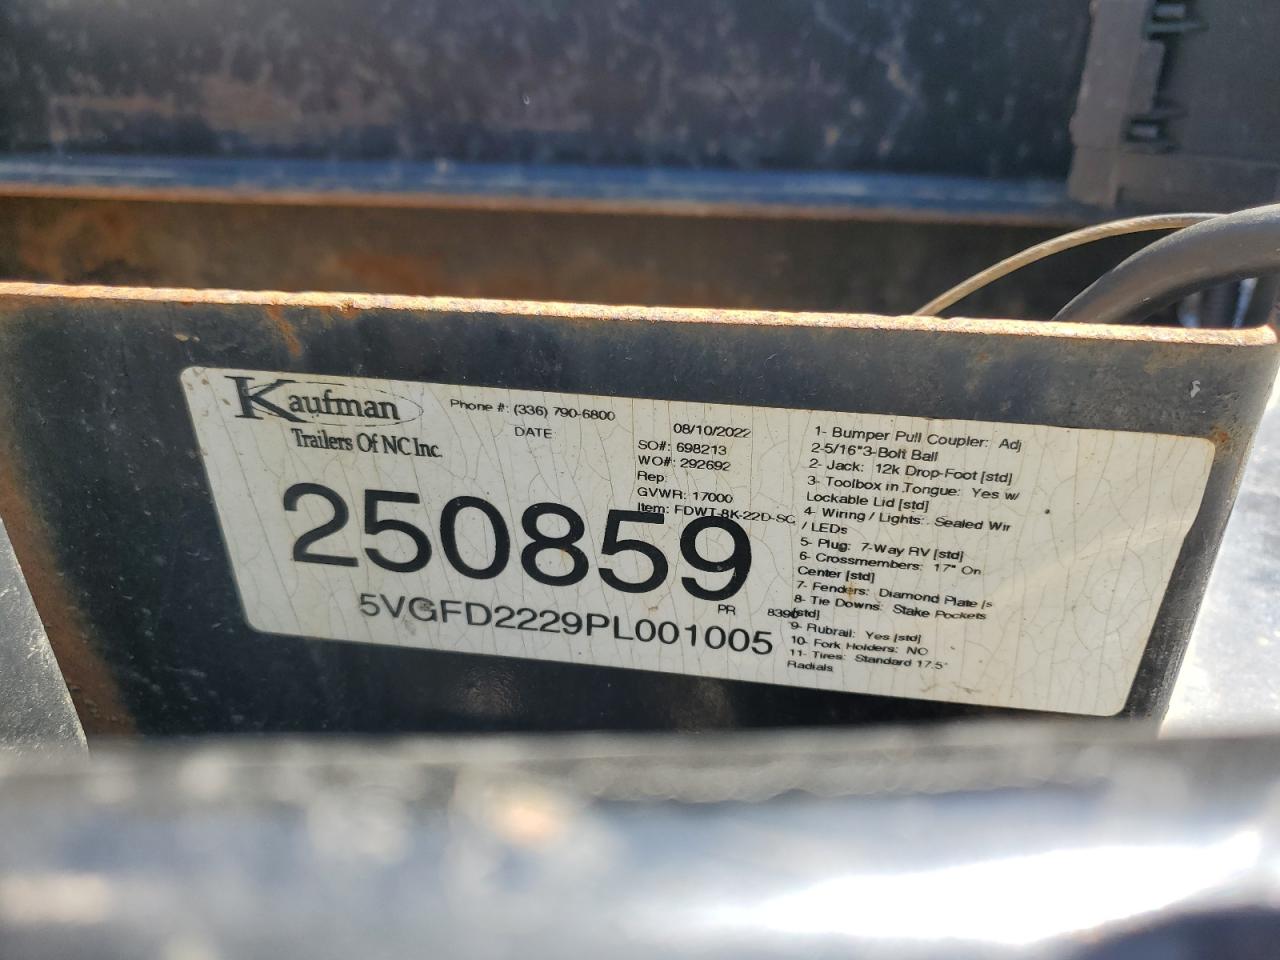 Kaufman
Trailers Of NC Inc.
Phone #: (336) 790-6800
DATE 08/10/2022
SO#: 698213
WO#: 292692
Rep:
GVWR: 17000
Item: FDWT-8K-22D-SC
250859
PR 8396
5VGFD2229PL001005
1- Bumper Pull Coupler: Adj
2-5/16"3-Bolt Ball
2- Jack: 12k Drop-Foot [std]
3- Toolbox in Tongue: Yes w/
Lockable Lid [std]
4- Wiring / Lights: Sealed Wir
/ LEDs
5- Plug: 7-Way RV [std]
6- Crossmembers: 17" On
Center [std]
7- Fenders: Diamond Plate [s
8- Tie Downs: Stake Pockets
[std]
9- Rubrail: Yes [std]
10- Fork Holders: NO
11- Tires: Standard 17.5"
Radials